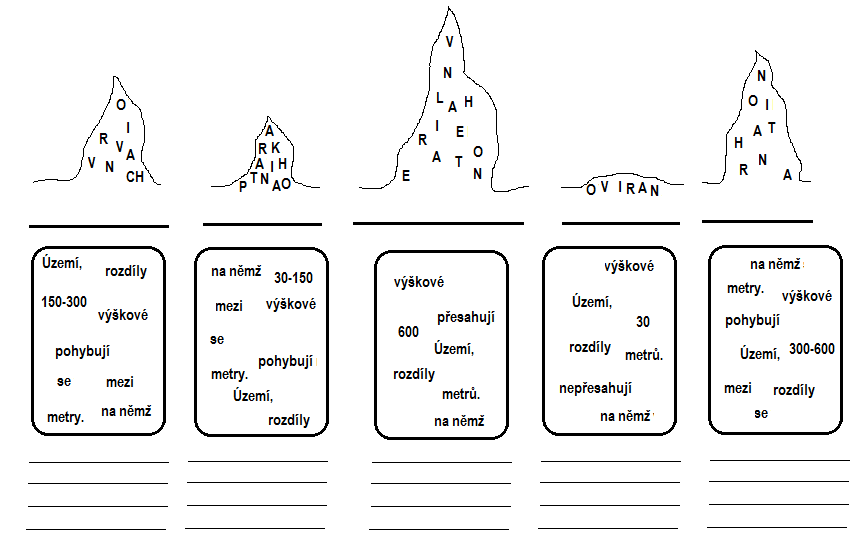 O
I
R V A
V N CH
A
R K
A I H
P T N A O
V
N
L A H
I E
R
A T O
E N
O V I R A N
N
O I
A T
H
R N A
Území, rozdíly
150-300 výškové
pohybují
se mezi
metry. na němž
na němž 30-150
mezi výškové
se
pohybují
metry.
Území,
rozdíly
výškové
přesahují
600
Území,
rozdíly
metrů.
na němž
výškové
Území,
30
rozdíly metrů.
nepřesahují
na němž
na němž
metry. výškové
pohybují
Území, 300-600
mezi rozdíly
se